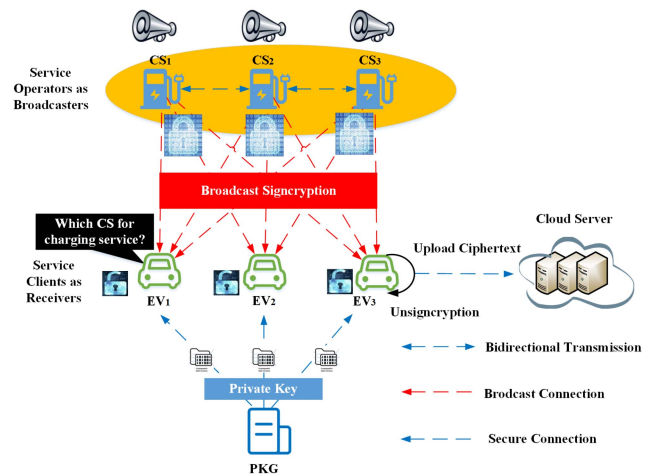 CS1
CS2
CS3
Service
Operators as
Broadcasters
Broadcast Signcryption
Which CS for
charging service?
Cloud Server
Upload Ciphertext
Service
Clients as
Receivers
EV1
EV2
EV3
Unsigncryption
Bidirectional Transmission
Private Key
Brodcast Connection
Secure Connection
PKG